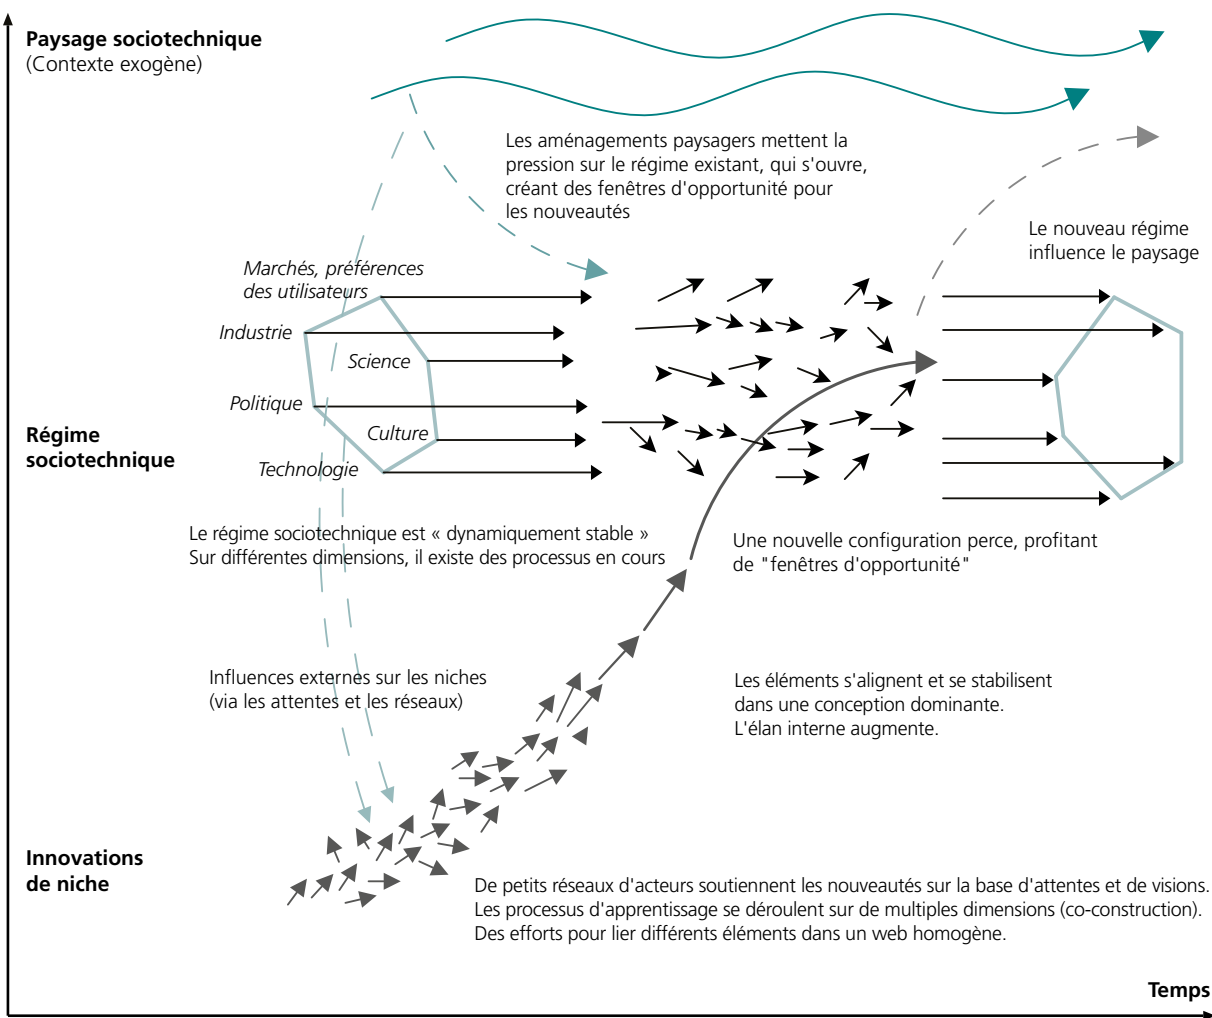 Paysage sociotechnique
(Contexte exogène)
Les aménagements paysagers mettent la
pression sur le régime existant, qui s'ouvre,
créant des fenêtres d'opportunité pour
les nouveautés
Le nouveau régime
influence le paysage
Marchés, préférences
des utilisateurs
Industrie
Science
Politique
Culture
Technologie
Régime
sociotechnique
Le régime sociotechnique est « dynamiquement stable »
Sur différentes dimensions, il existe des processus en cours
Une nouvelle configuration perce, profitant
de "fenêtres d'opportunité"
Influences externes sur les niches
(via les attentes et les réseaux)
Les éléments s'alignent et se stabilisent
dans une conception dominante.
L'élan interne augmente.
Innovations
de niche
De petits réseaux d'acteurs soutiennent les nouveautés sur la base d'attentes et de visions.
Les processus d'apprentissage se déroulent sur de multiples dimensions (co-construction).
Des efforts pour lier différents éléments dans un web homogène.
Temps